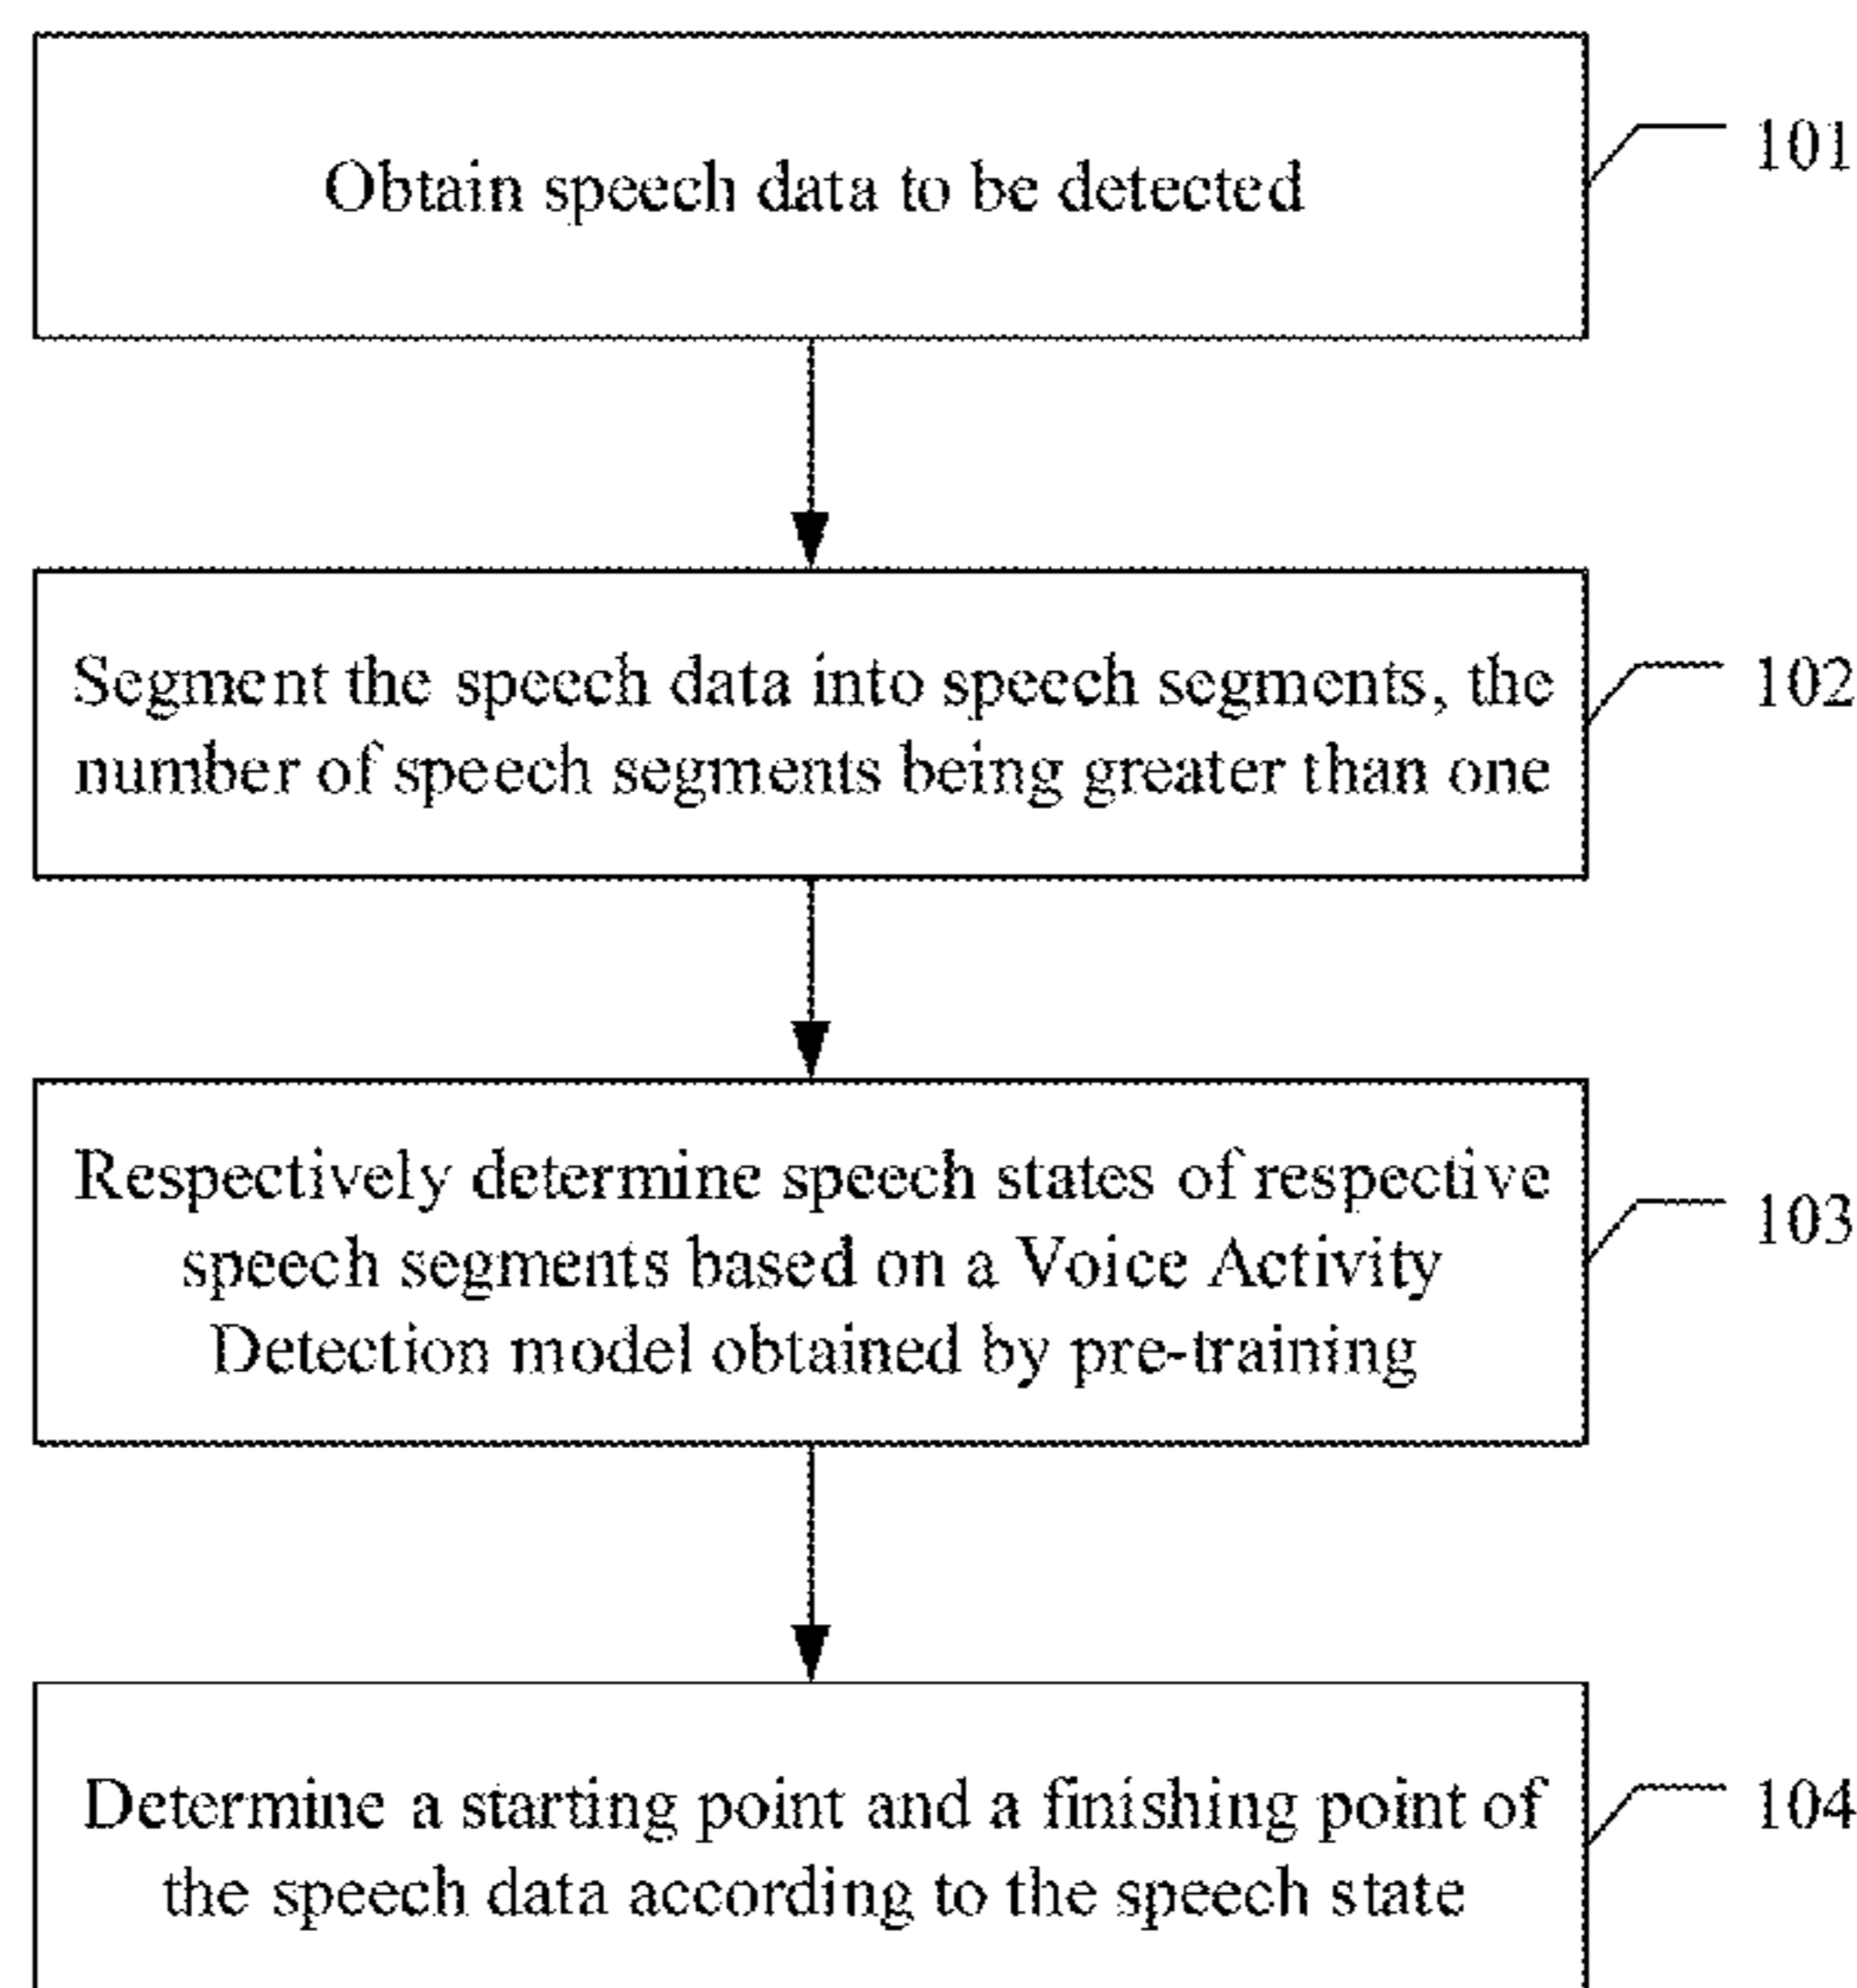 Obtain speech data to be detected
101
Segment the speech data into speech segments, the
number of speech segments being greater than one
102
Respectively determine speech states of respective
speech segments based on a Voice Activity
Detection model obtained by pre-training
103
Determine a starting point and a finishing point of
the speech data according to the speech state
104